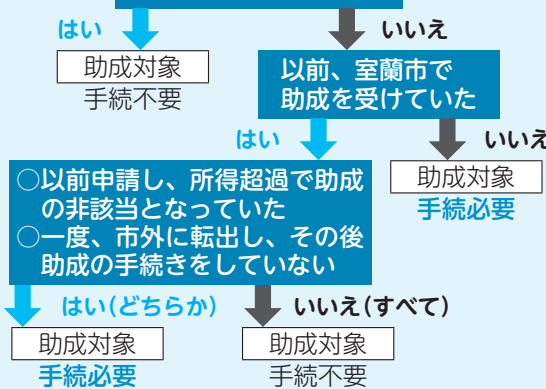 はい
いいえ
助成対象
手続不要
以前、室蘭市で
助成を受けていた
はい
いいえ
○以前申請し、所得超過で助成
の非該当となっていた
○一度、市外に転出し、その後
助成の手続きをしていない
助成対象
手続必要
はい(どちらか)
いいえ(すべて)
助成対象
手続必要
助成対象
手続不要